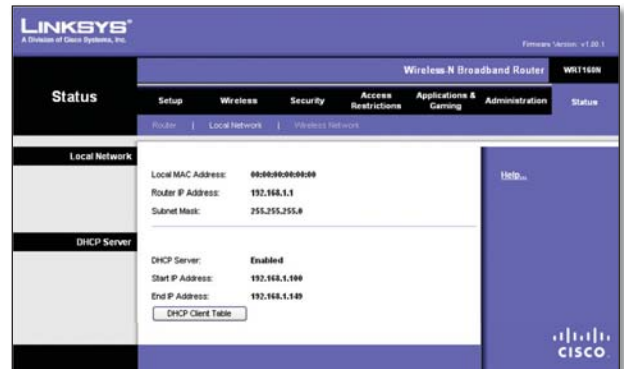 LINKSYS®
A Division of Cisco Systems, Inc.
Firmware Version: v1.00.1
Wireless-N Broadband Router WRT160N
Status
Setup Wireless Security Access Restrictions Applications & Gaming Administration Status
Router | Local Network | Wireless Network
Local Network
Local MAC Address: 00:00:00:00:00:00
Router IP Address: 192.168.1.1
Subnet Mask: 255.255.255.0
Help...
DHCP Server
DHCP Server: Enabled
Start IP Address: 192.168.1.100
End IP Address: 192.168.1.149
DHCP Client Table
CISCO.